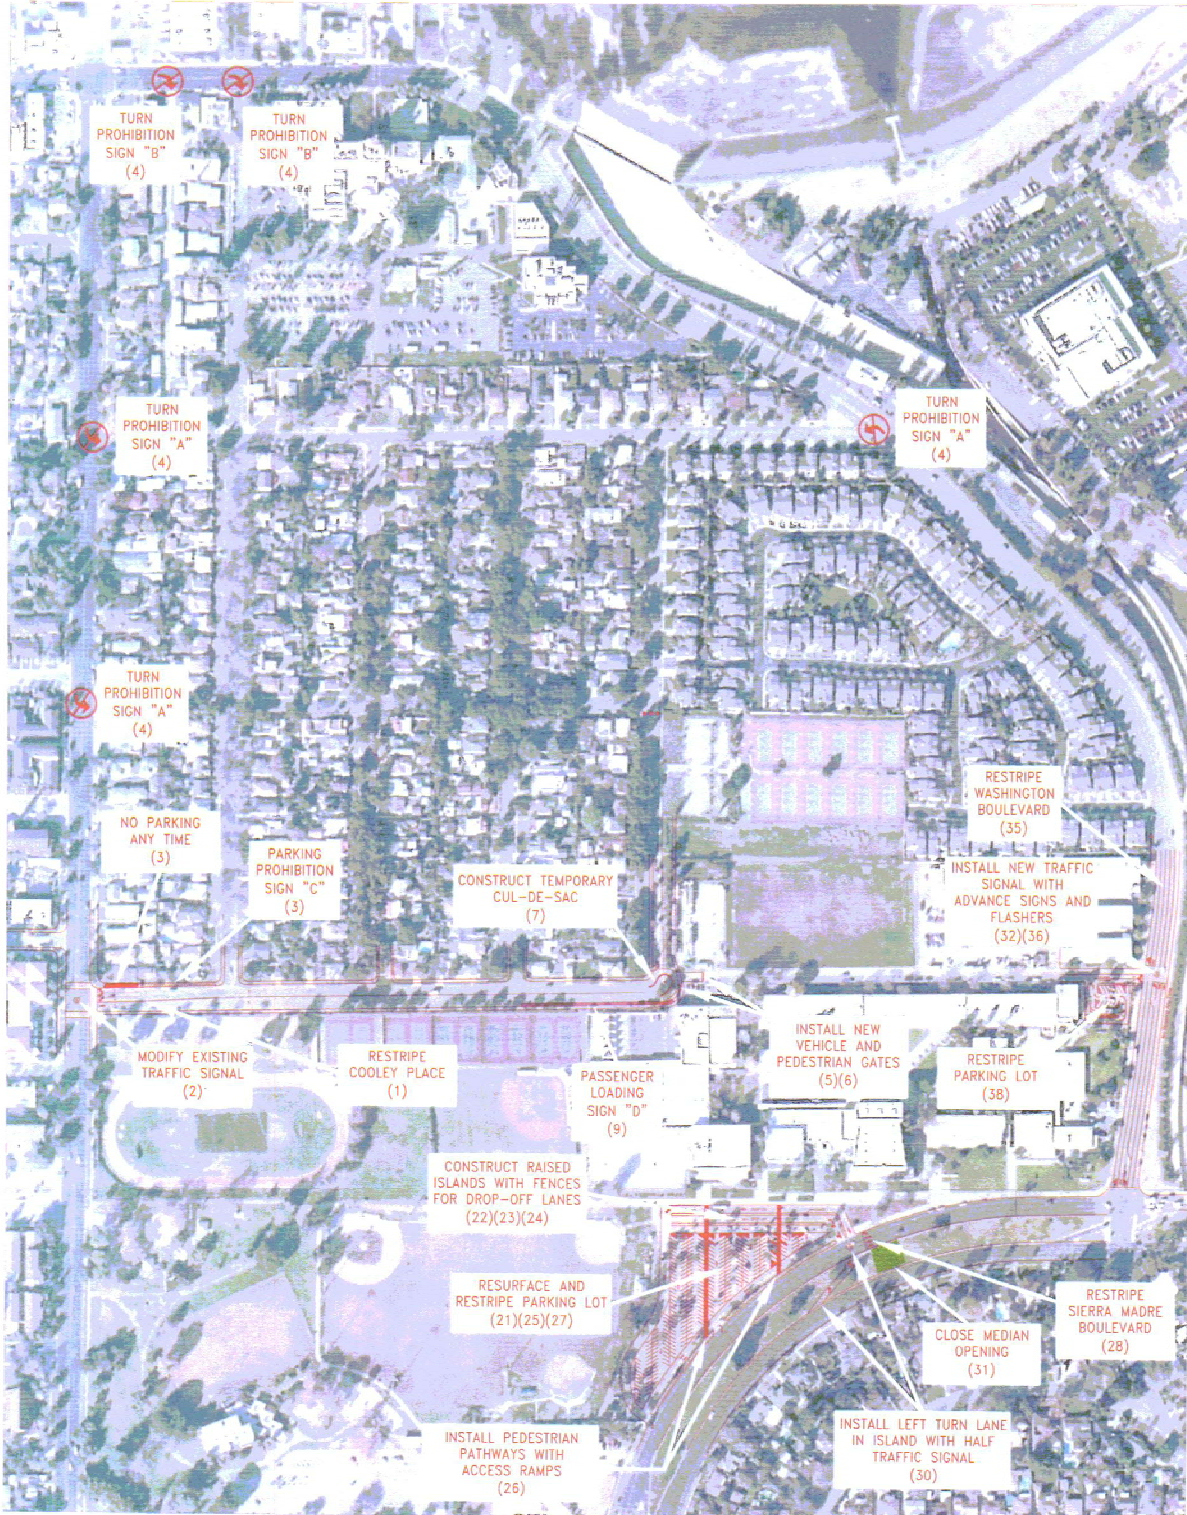 TURN
PROHIBITION
SIGN "B"
(4)
TURN
PROHIBITION
SIGN "B"
(4)
TURN
PROHIBITION
SIGN "A"
(4)
TURN
PROHIBITION
SIGN "A"
(4)
TURN
PROHIBITION
SIGN "A"
(4)
NO PARKING
ANY TIME
(3)
PARKING
PROHIBITION
SIGN "C"
(3)
CONSTRUCT TEMPORARY
CUL-DE-SAC
(7)
RESTRIPE
WASHINGTON
BOULEVARD
(35)
INSTALL NEW TRAFFIC
SIGNAL WITH
ADVANCE SIGNS AND
FLASHERS
(32)(36)
MODIFY EXISTING
TRAFFIC SIGNAL
(2)
RESTRIPE
COOLEY PLACE
(1)
PASSENGER
LOADING
SIGN "D"
(9)
INSTALL NEW
VEHICLE AND
PEDESTRIAN GATES
(5)(6)
RESTRIPE
PARKING LOT
(38)
CONSTRUCT RAISED
ISLANDS WITH FENCES
FOR DROP-OFF LANES
(22)(23)(24)
RESURFACE AND
RESTRIPE PARKING LOT
(21)(25)(27)
CLOSE MEDIAN
OPENING
(31)
RESTRIPE
SIERRA MADRE
BOULEVARD
(28)
INSTALL PEDESTRIAN
PATHWAYS WITH
ACCESS RAMPS
(26)
INSTALL LEFT TURN LANE
IN ISLAND WITH HALF
TRAFFIC SIGNAL
(30)